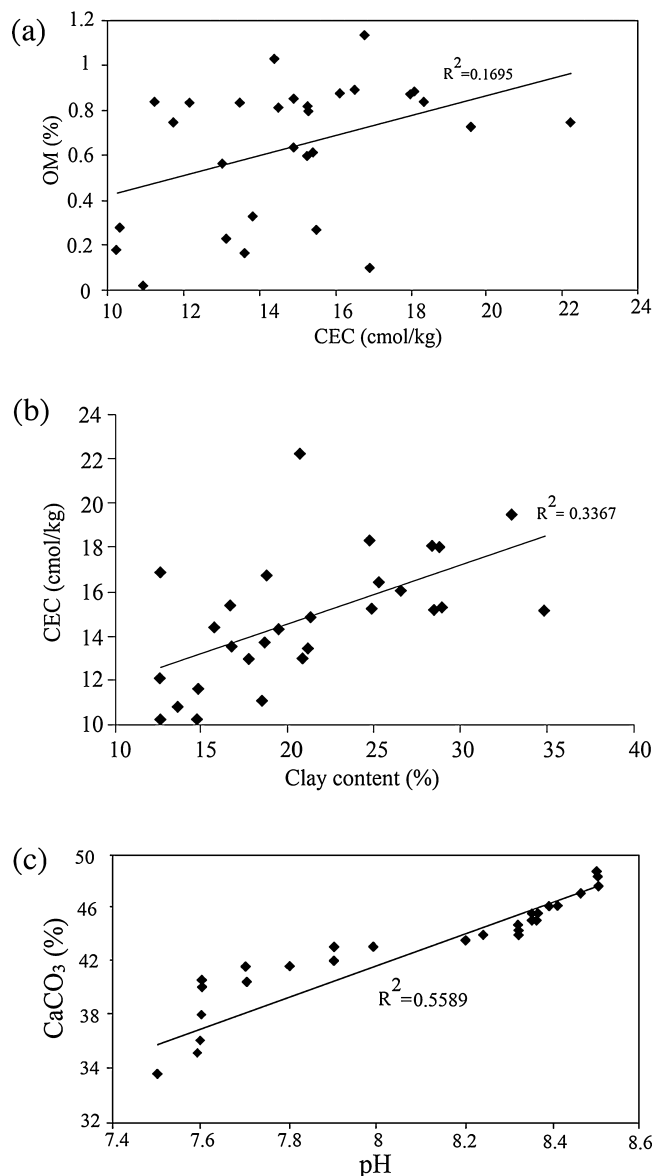 (a)
1.2
1
0.8
0.6
0.4
0.2
0
OM (%)
R2=0.1695
10 12 14 16 18 20 22 24
CEC (cmol/kg)
(b)
24
22
20
18
16
14
12
10
CEC (cmol/kg)
R2= 0.3367
10 15 20 25 30 35 40
Clay content (%)
(c)
50
46
42
38
34
32
CaCO3 (%)
R2=0.5589
7.4 7.6 7.8 8 8.2 8.4 8.6
pH